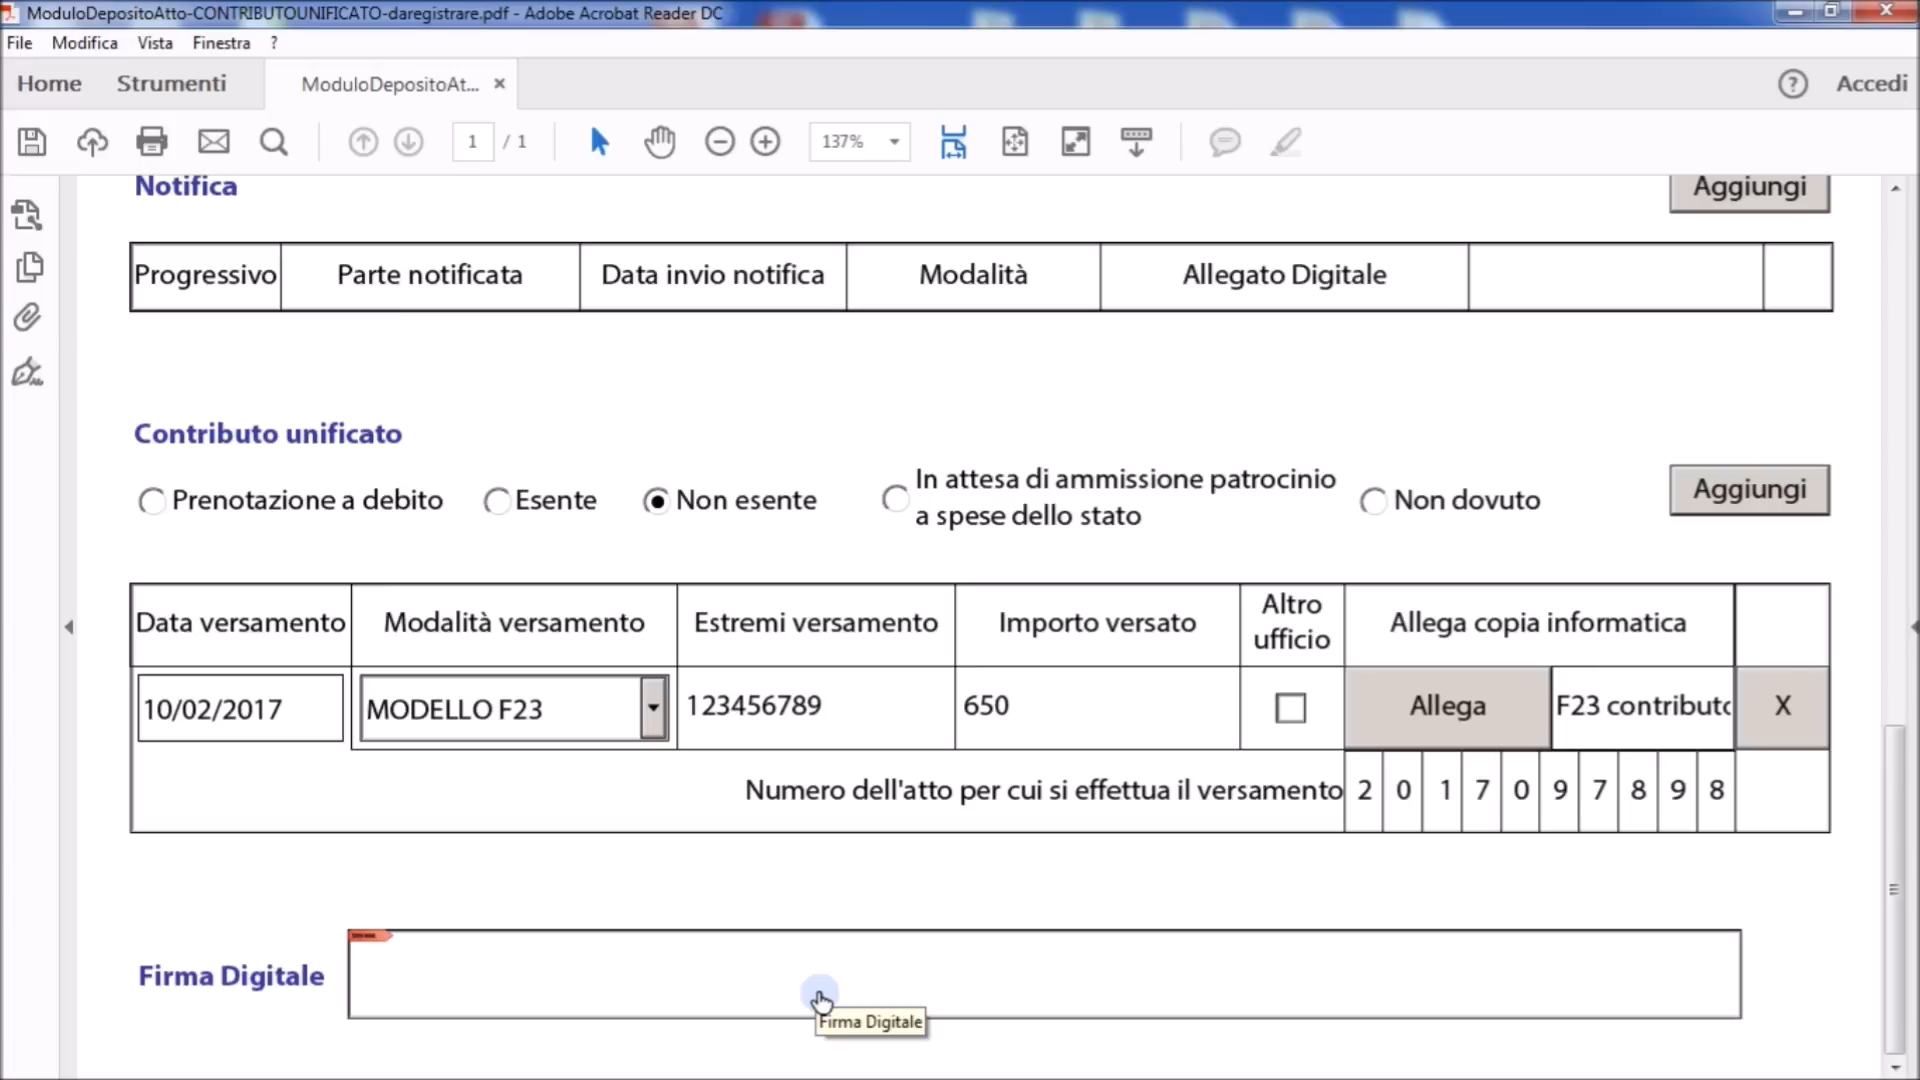 ModuloDepositoAtto-CONTRIBUTOUNIFICATO-daregistrare.pdf - Adobe Acrobat Reader DC
File Modifica Vista Finestra ?
Home Strumenti ModuloDepositoAt... × ? Accedi
1 / 1 137%
Notifica Aggiungi
Progressivo Parte notificata Data invio notifica Modalità Allegato Digitale
Contributo unificato
Prenotazione a debito Esente Non esente In attesa di ammissione patrocinio a spese dello stato Non dovuto Aggiungi
Data versamento Modalità versamento Estremi versamento Importo versato Altro ufficio Allega copia informatica
10/02/2017 MODELLO F23 123456789 650 Allega F23 contributo X
Numero dell'atto per cui si effettua il versamento 2 0 1 7 0 9 7 8 9 8
Firma Digitale
Firma Digitale